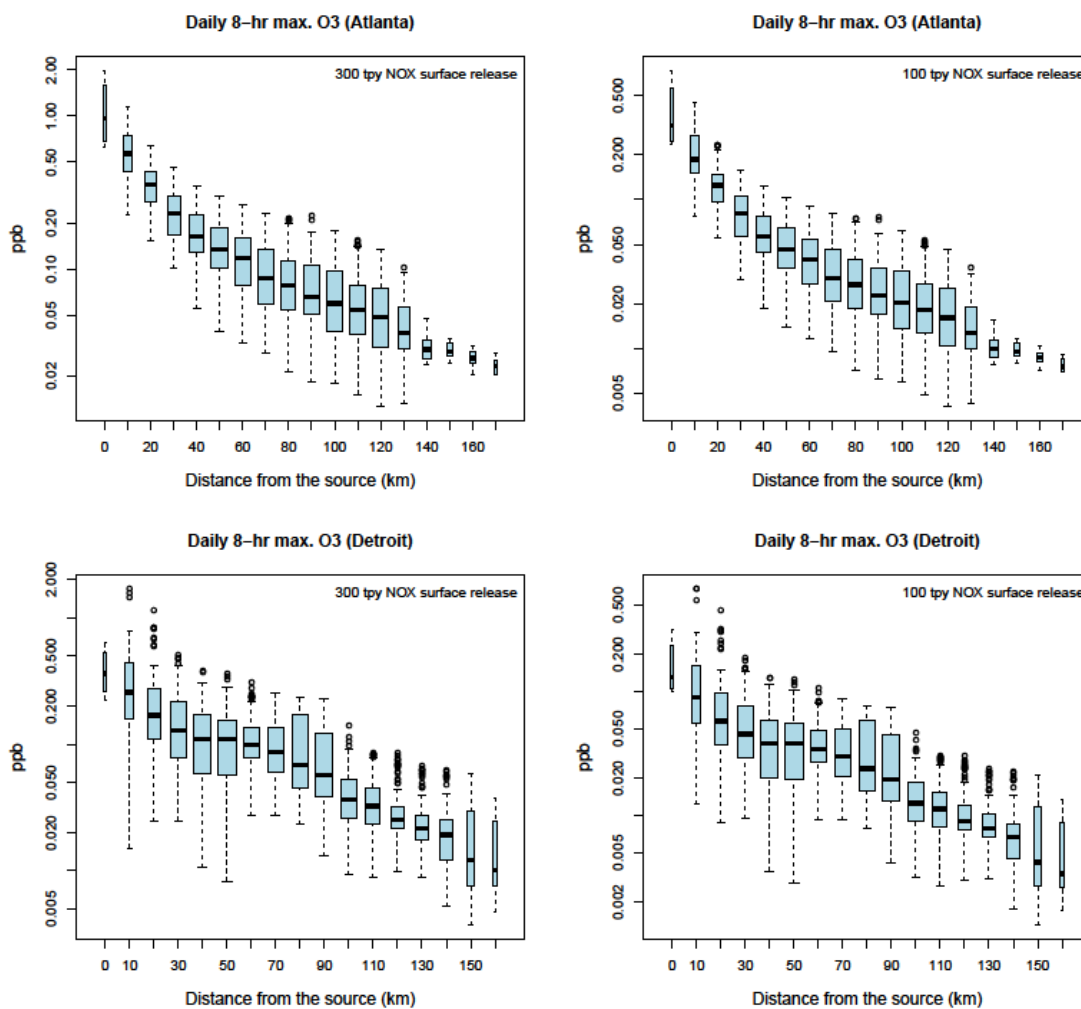 Daily 8−hr max. O3 (Atlanta)
300 tpy NOX surface release
ppb
2.00
1.00
0.50
0.20
0.10
0.05
0.02
0 20 40 60 80 100 120 140 160
Distance from the source (km)
Daily 8−hr max. O3 (Atlanta)
100 tpy NOX surface release
ppb
0.500
0.200
0.050
0.020
0.005
0 20 40 60 80 100 120 140 160
Distance from the source (km)
Daily 8−hr max. O3 (Detroit)
300 tpy NOX surface release
ppb
2.000
0.500
0.200
0.050
0.020
0.005
0 10 30 50 70 90 110 130 150
Distance from the source (km)
Daily 8−hr max. O3 (Detroit)
100 tpy NOX surface release
ppb
0.500
0.200
0.050
0.020
0.005
0.002
0 10 30 50 70 90 110 130 150
Distance from the source (km)